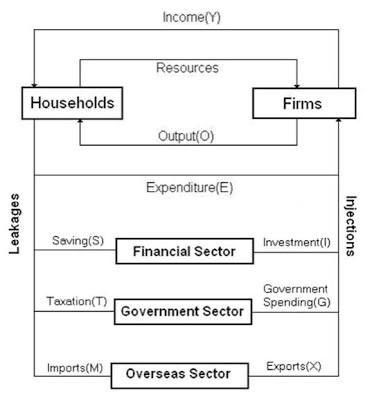 Income(Y)
Resources
Households
Firms
Output(O)
Expenditure(E)
Leakages
Injections
Saving(S)
Financial Sector
Investment(I)
Taxation(T)
Government Sector
Government
Spending(G)
Imports(M)
Overseas Sector
Exports(X)